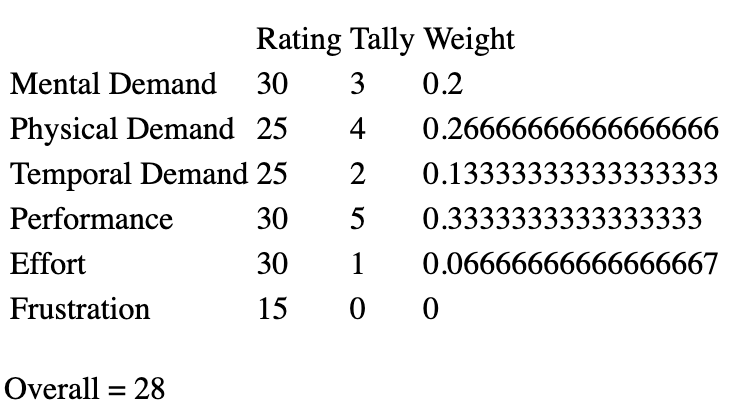 Rating Tally Weight
Mental Demand 30 3 0.2
Physical Demand 25 4 0.26666666666666666
Temporal Demand 25 2 0.13333333333333333
Performance 30 5 0.3333333333333333
Effort 30 1 0.06666666666666667
Frustration 15 0 0
Overall = 28